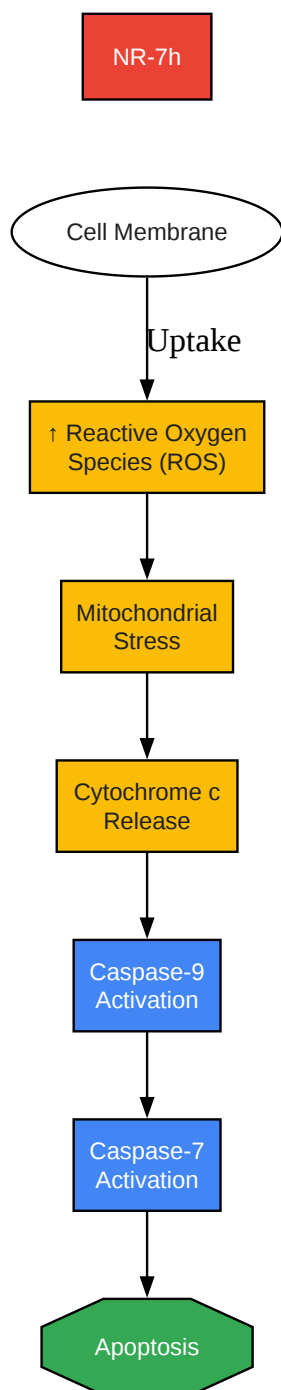 NR-7h
Cell Membrane
Uptake
↑ Reactive Oxygen
Species (ROS)
Mitochondrial
Stress
Cytochrome c
Release
Caspase-9
Activation
Caspase-7
Activation
Apoptosis